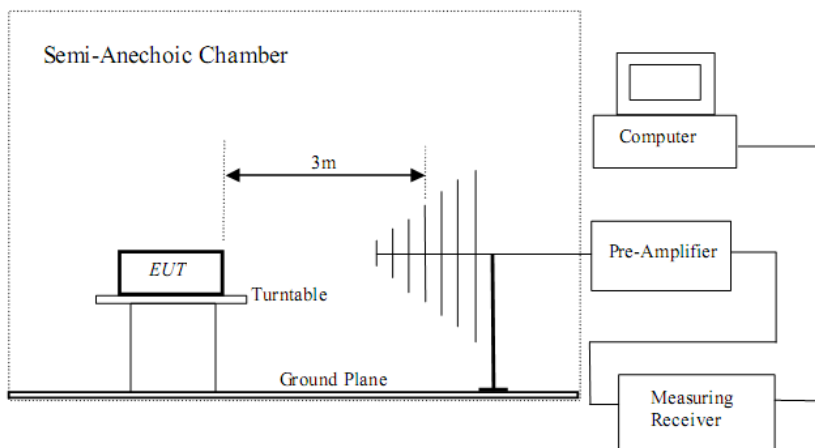 Semi-Anechoic Chamber
Computer
3m
Pre-Amplifier
EUT
Turntable
Ground Plane
Measuring
Receiver